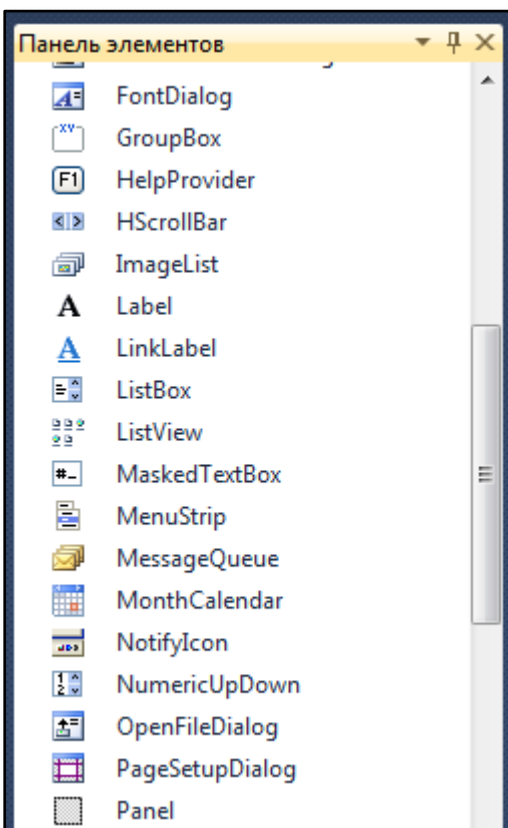 Панель элементов
FontDialog
GroupBox
HelpProvider
HScrollBar
ImageList
Label
LinkLabel
ListBox
ListView
MaskedTextBox
MenuStrip
MessageQueue
MonthCalendar
NotifyIcon
NumericUpDown
OpenFileDialog
PageSetupDialog
Panel